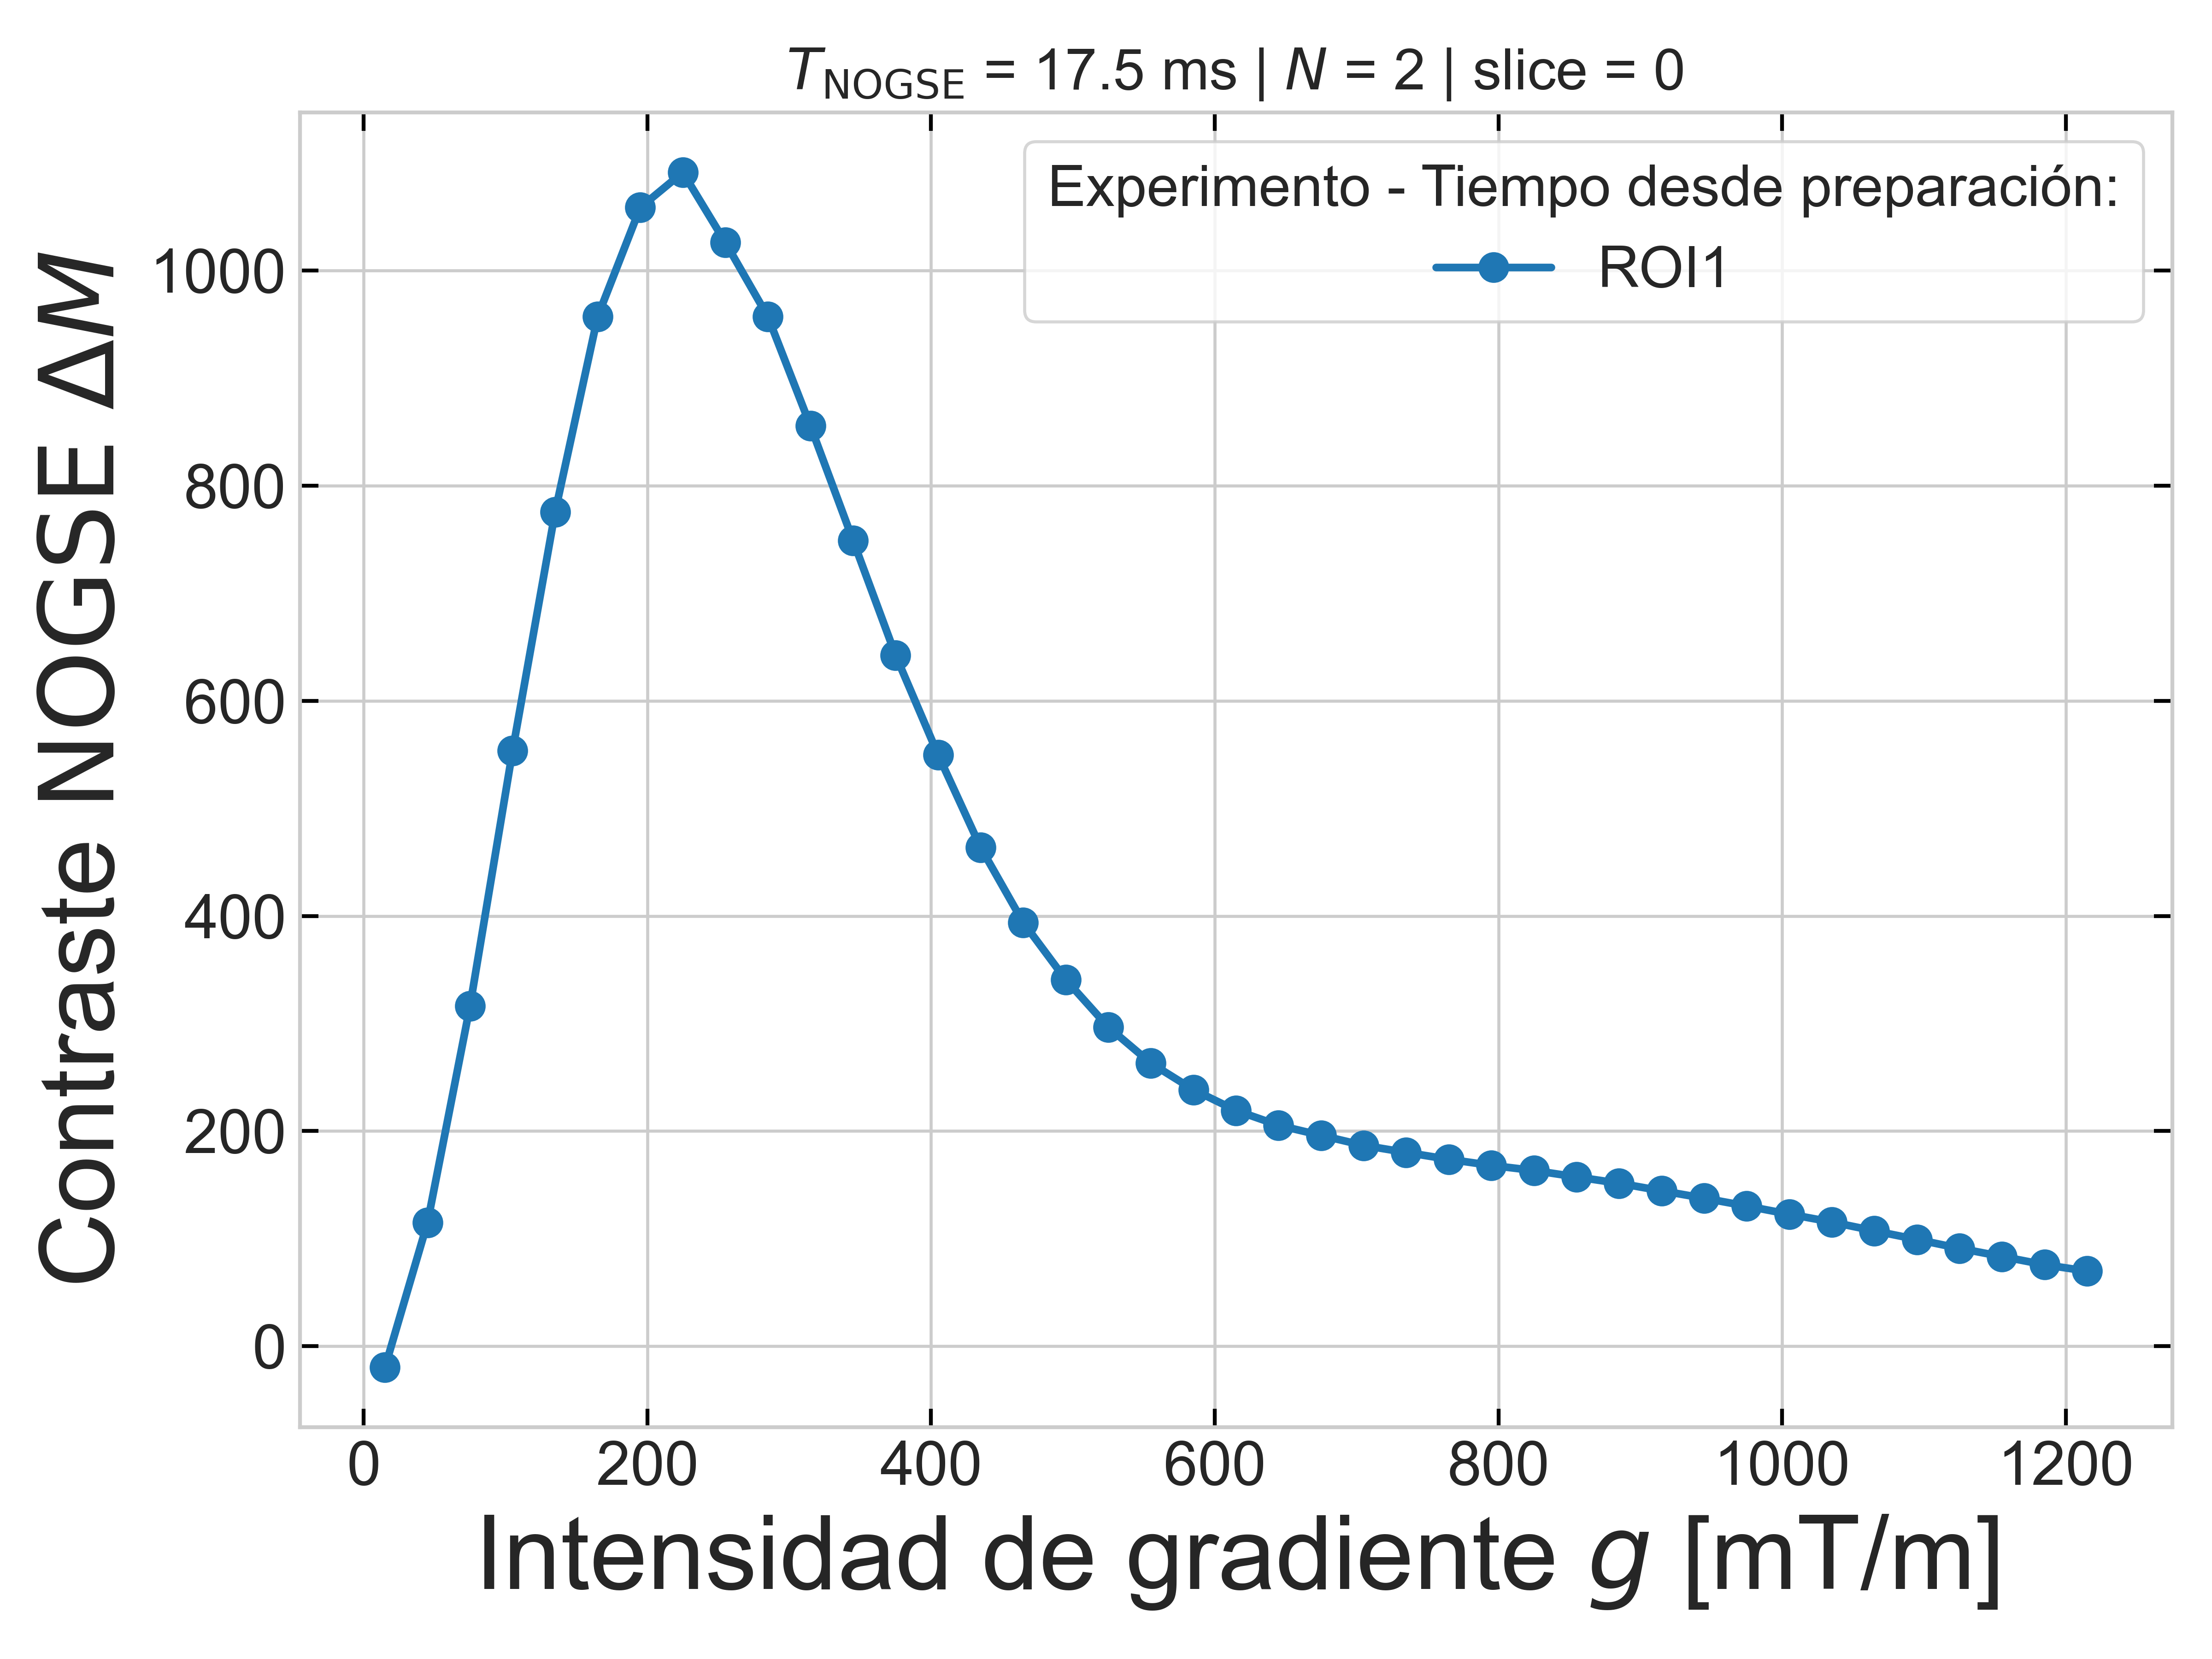 T_NOGSE = 17.5 ms | N = 2 | slice = 0
Experimento - Tiempo desde preparación:
ROI1
Contraste NOGSE ΔM
1000
800
600
400
200
0
0 200 400 600 800 1000 1200
Intensidad de gradiente g [mT/m]